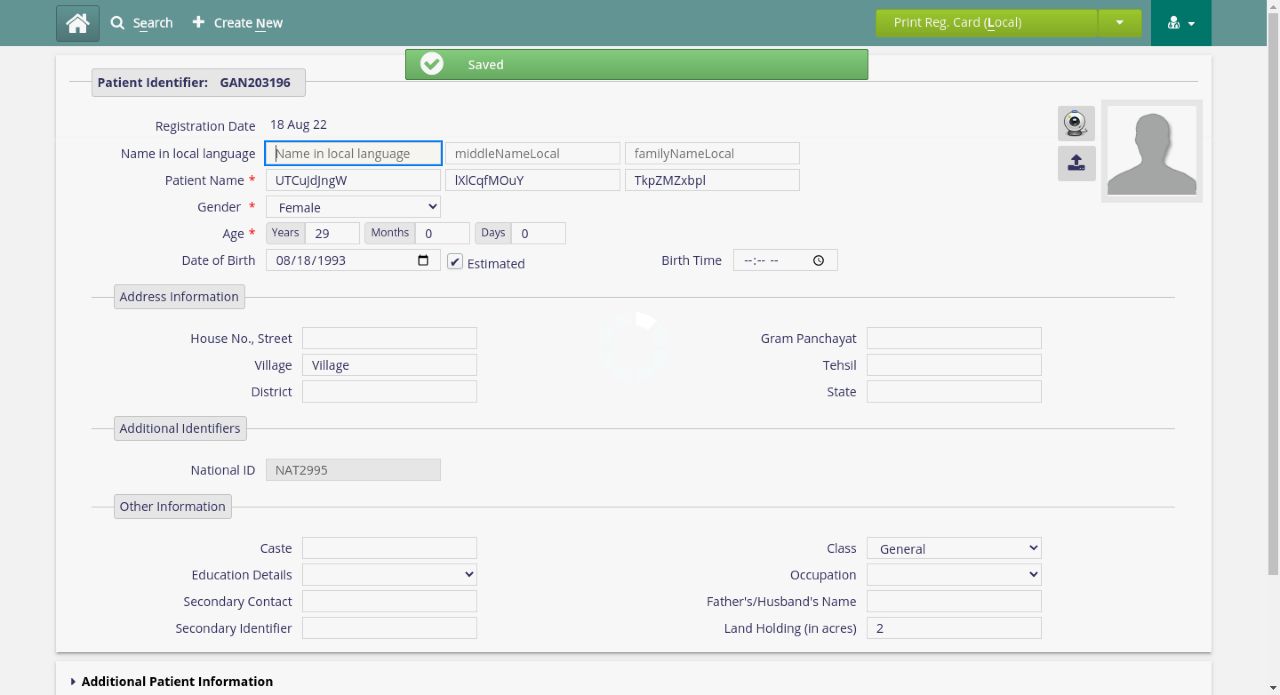 Search Create New Print Reg. Card (Local)
Saved
Patient Identifier: GAN203196
Registration Date 18 Aug 22
Name in local language Name in local language middleNameLocal familyNameLocal
Patient Name * UTCuJdJngW lXlCqfMOuY TkpZMZxbpl
Gender * Female
Age * Years 29 Months 0 Days 0
Date of Birth 08/18/1993 Estimated Birth Time --:-- --
Address Information
House No., Street Gram Panchayat
Village Village Tehsil
District State
Additional Identifiers
National ID NAT2995
Other Information
Caste Class General
Education Details Occupation
Secondary Contact Father's/Husband's Name
Secondary Identifier Land Holding (in acres) 2
Additional Patient Information